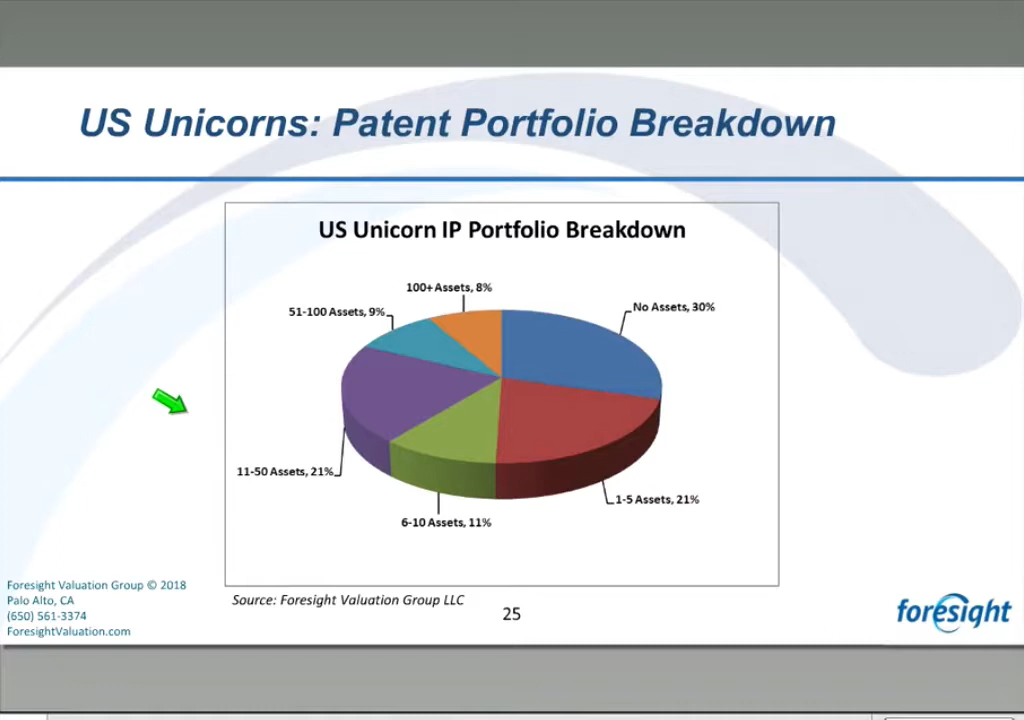 US Unicorns: Patent Portfolio Breakdown
US Unicorn IP Portfolio Breakdown
100+ Assets, 8%
No Assets, 30%
51-100 Assets, 9%
11-50 Assets, 21%
1-5 Assets, 21%
6-10 Assets, 11%
Foresight Valuation Group © 2018
Palo Alto, CA
(650) 561-3374
ForesightValuation.com
Source: Foresight Valuation Group LLC
25
foresight